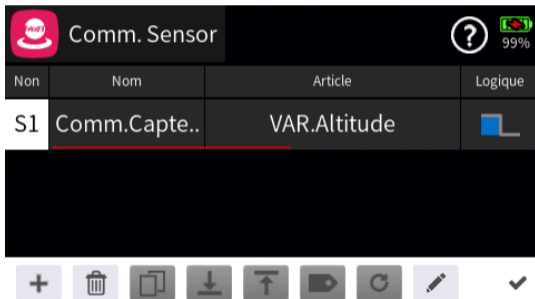 Comm. Sensor
99%
Non Nom Article Logique
S1 Comm.Capte.. VAR.Altitude